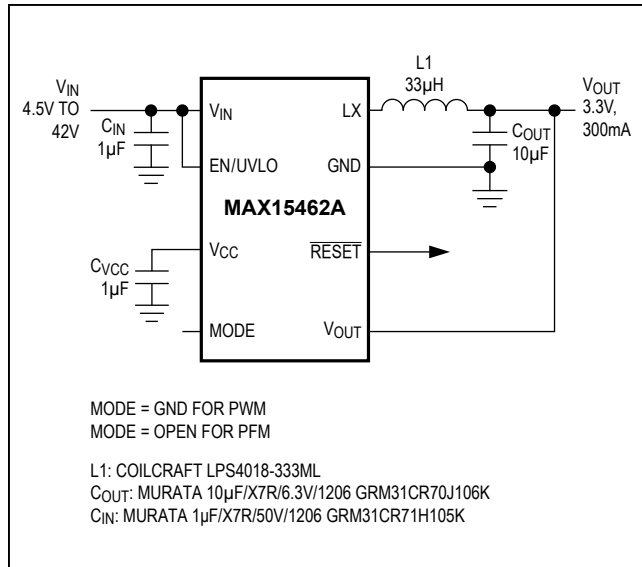 L1
33µH
VIN
4.5V TO
42V
CIN
1µF
VIN
LX
VOUT
3.3V,
300mA
COUT
10µF
EN/UVLO
GND
MAX15462A
VCC
RESET
CVCC
1µF
MODE
VOUT
MODE = GND FOR PWM
MODE = OPEN FOR PFM
L1: COILCRAFT LPS4018-333ML
COUT: MURATA 10µF/X7R/6.3V/1206 GRM31CR70J106K
CIN: MURATA 1µF/X7R/50V/1206 GRM31CR71H105K